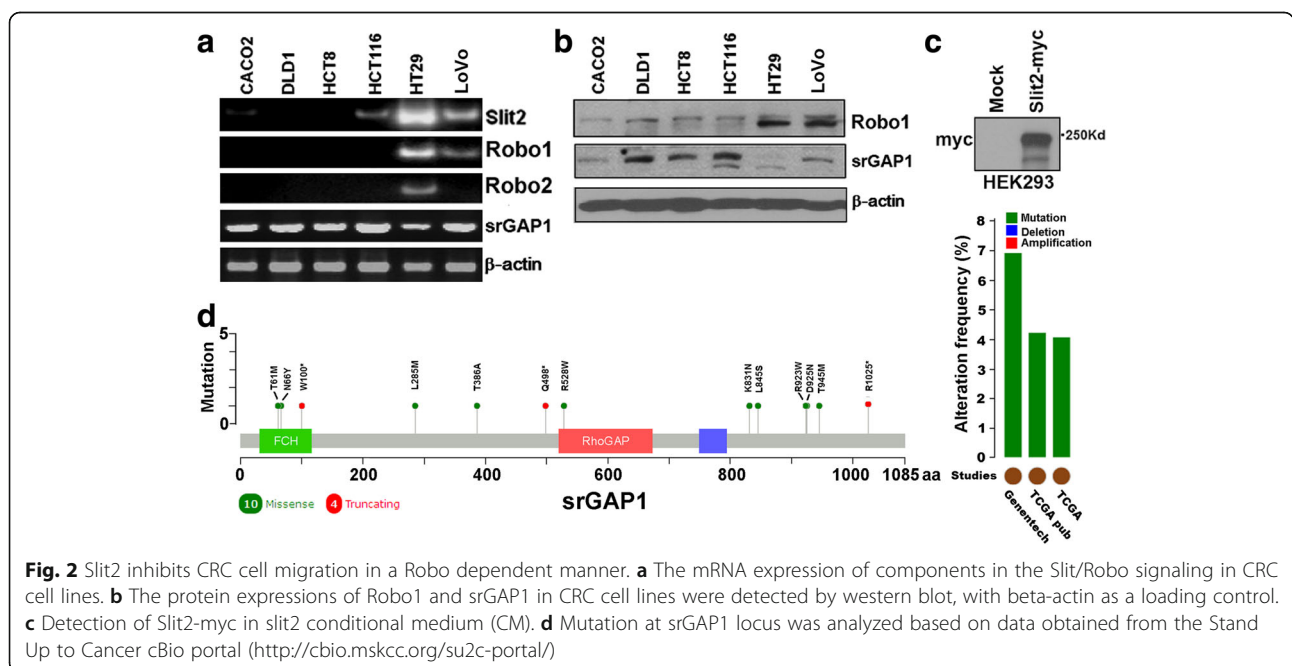 a
CACO2
DLD1
HCT8
HCT116
HT29
LoVo
Slit2
Robo1
Robo2
srGAP1
β-actin
b
CACO2
DLD1
HCT8
HCT116
HT29
LoVo
Robo1
srGAP1
β-actin
c
Mock
Slit2-myc
myc
•250Kd
HEK293
8
7
6
5
4
3
2
1
0
Alteration frequency (%)
Mutation
Deletion
Amplification
Studies
Genentech
TCGA pub
TCGA
d
5
0
Mutation
T61M
N66Y
W100*
L285M
T386A
Q498*
R528W
K831N
L845S
R923W
D925N
T945M
R1025*
FCH
RhoGAP
0 200 400 600 800 1000 1085 aa
srGAP1
10 Missense 4 Truncating
Fig. 2 Slit2 inhibits CRC cell migration in a Robo dependent manner. a The mRNA expression of components in the Slit/Robo signaling in CRC
cell lines. b The protein expressions of Robo1 and srGAP1 in CRC cell lines were detected by western blot, with beta-actin as a loading control.
c Detection of Slit2-myc in slit2 conditional medium (CM). d Mutation at srGAP1 locus was analyzed based on data obtained from the Stand
Up to Cancer cBio portal (http://cbio.mskcc.org/su2c-portal/)